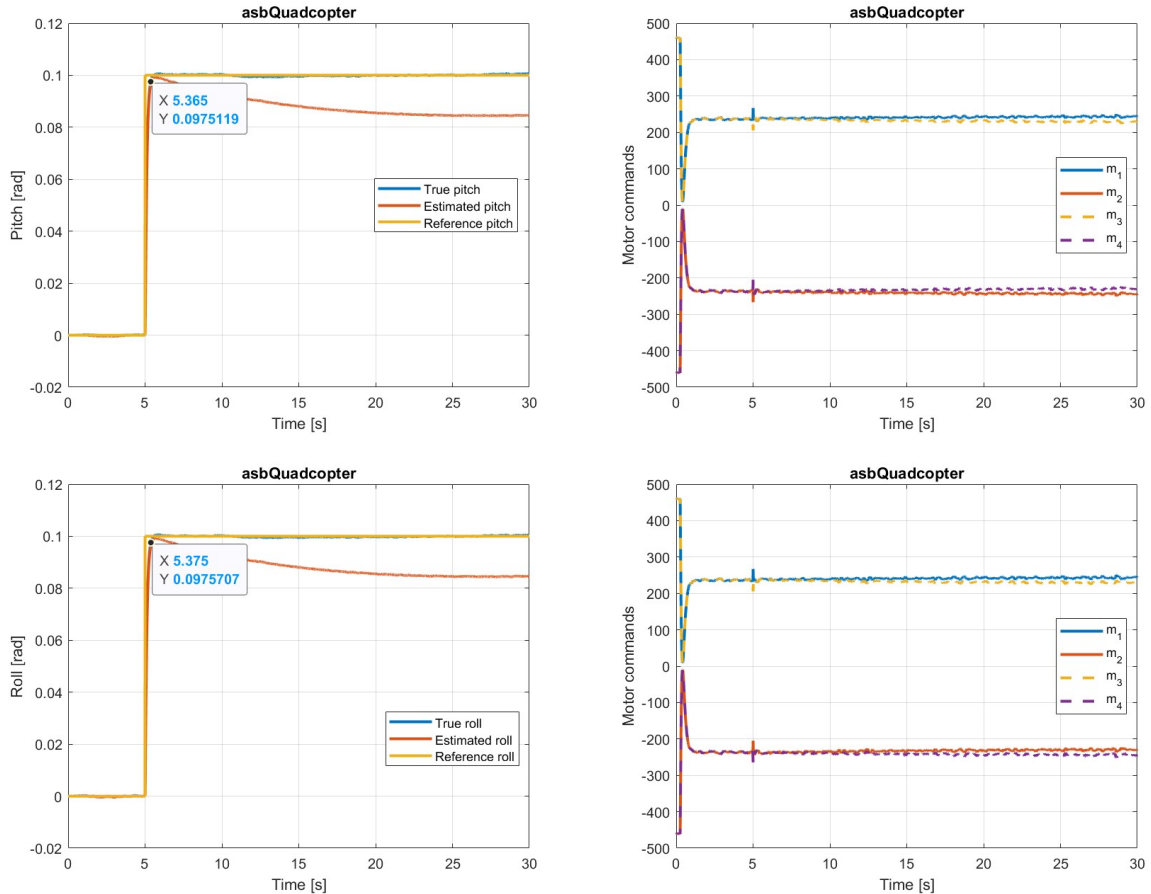 asbQuadcopter
0.12
0.1
0.08
0.06
0.04
0.02
0
-0.02
Pitch [rad]
X 5.365
Y 0.0975119
True pitch
Estimated pitch
Reference pitch
0 5 10 15 20 25 30
Time [s]
asbQuadcopter
500
400
300
200
100
0
-100
-200
-300
-400
-500
Motor commands
m1
m2
m3
m4
0 5 10 15 20 25 30
Time [s]
asbQuadcopter
0.12
0.1
0.08
0.06
0.04
0.02
0
-0.02
Roll [rad]
X 5.375
Y 0.0975707
True roll
Estimated roll
Reference roll
0 5 10 15 20 25 30
Time [s]
asbQuadcopter
500
400
300
200
100
0
-100
-200
-300
-400
-500
Motor commands
m1
m2
m3
m4
0 5 10 15 20 25 30
Time [s]